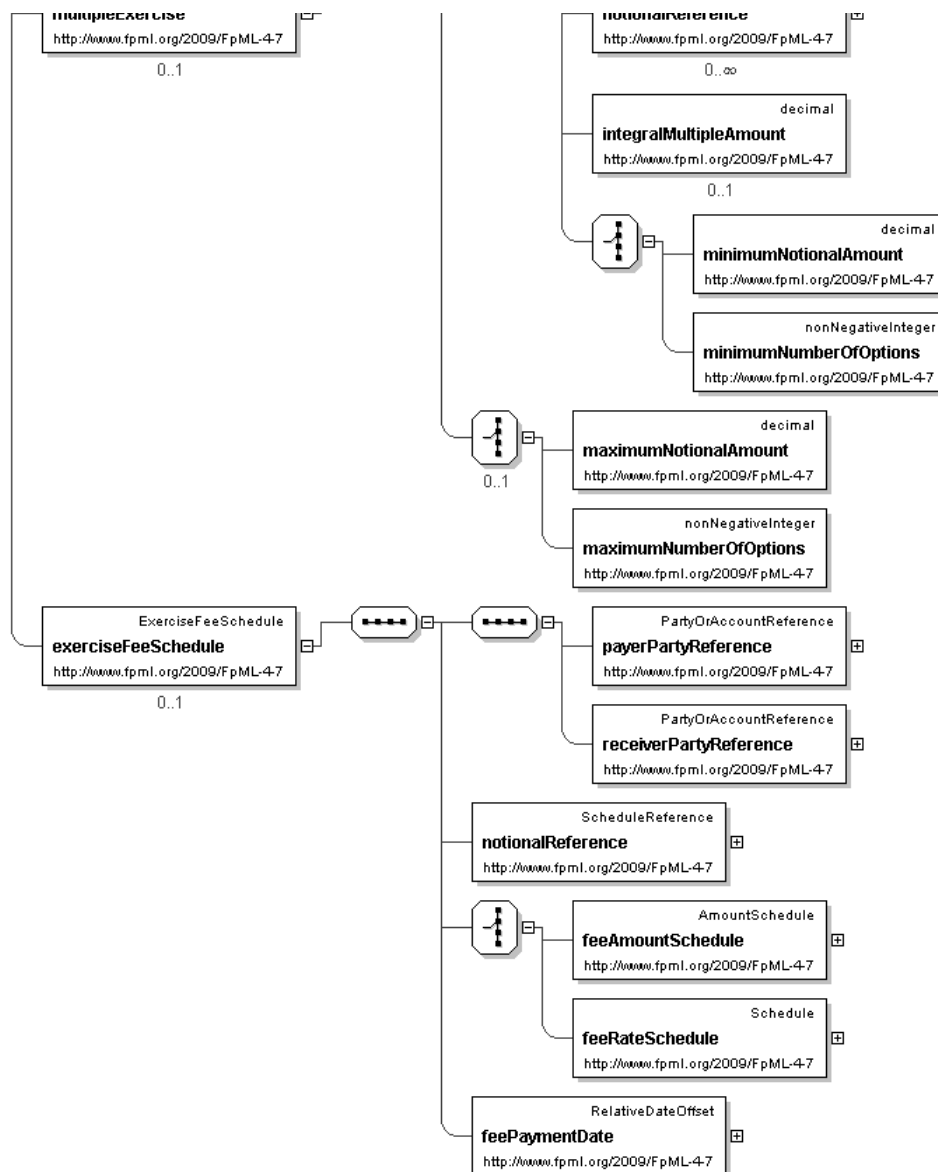 multipleExercise
http://www.fpml.org/2009/FpML-4-7
0..1
notionalReference
http://www.fpml.org/2009/FpML-4-7
0..∞
decimal
integralMultipleAmount
http://www.fpml.org/2009/FpML-4-7
0..1
decimal
minimumNotionalAmount
http://www.fpml.org/2009/FpML-4-7
nonNegativeInteger
minimumNumberOfOptions
http://www.fpml.org/2009/FpML-4-7
0..1
decimal
maximumNotionalAmount
http://www.fpml.org/2009/FpML-4-7
nonNegativeInteger
maximumNumberOfOptions
http://www.fpml.org/2009/FpML-4-7
ExerciseFeeSchedule
exerciseFeeSchedule
http://www.fpml.org/2009/FpML-4-7
0..1
PartyOrAccountReference
payerPartyReference
http://www.fpml.org/2009/FpML-4-7
PartyOrAccountReference
receiverPartyReference
http://www.fpml.org/2009/FpML-4-7
ScheduleReference
notionalReference
http://www.fpml.org/2009/FpML-4-7
AmountSchedule
feeAmountSchedule
http://www.fpml.org/2009/FpML-4-7
Schedule
feeRateSchedule
http://www.fpml.org/2009/FpML-4-7
RelativeDateOffset
feePaymentDate
http://www.fpml.org/2009/FpML-4-7